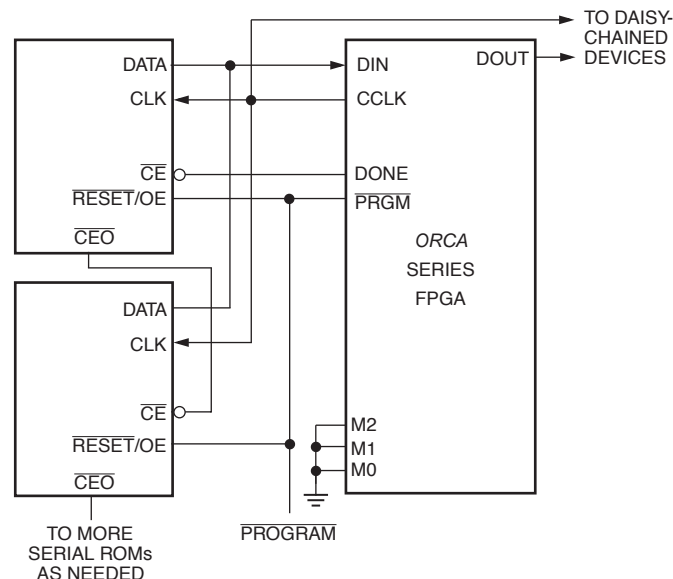 TO DAISY-
CHAINED
DEVICES
DATA
CLK
CE
RESET/OE
CEO
DIN
DOUT
CCLK
DONE
PRGM
ORCA
SERIES
FPGA
M2
M1
M0
DATA
CLK
CE
RESET/OE
CEO
TO MORE
SERIAL ROMs
AS NEEDED
PROGRAM